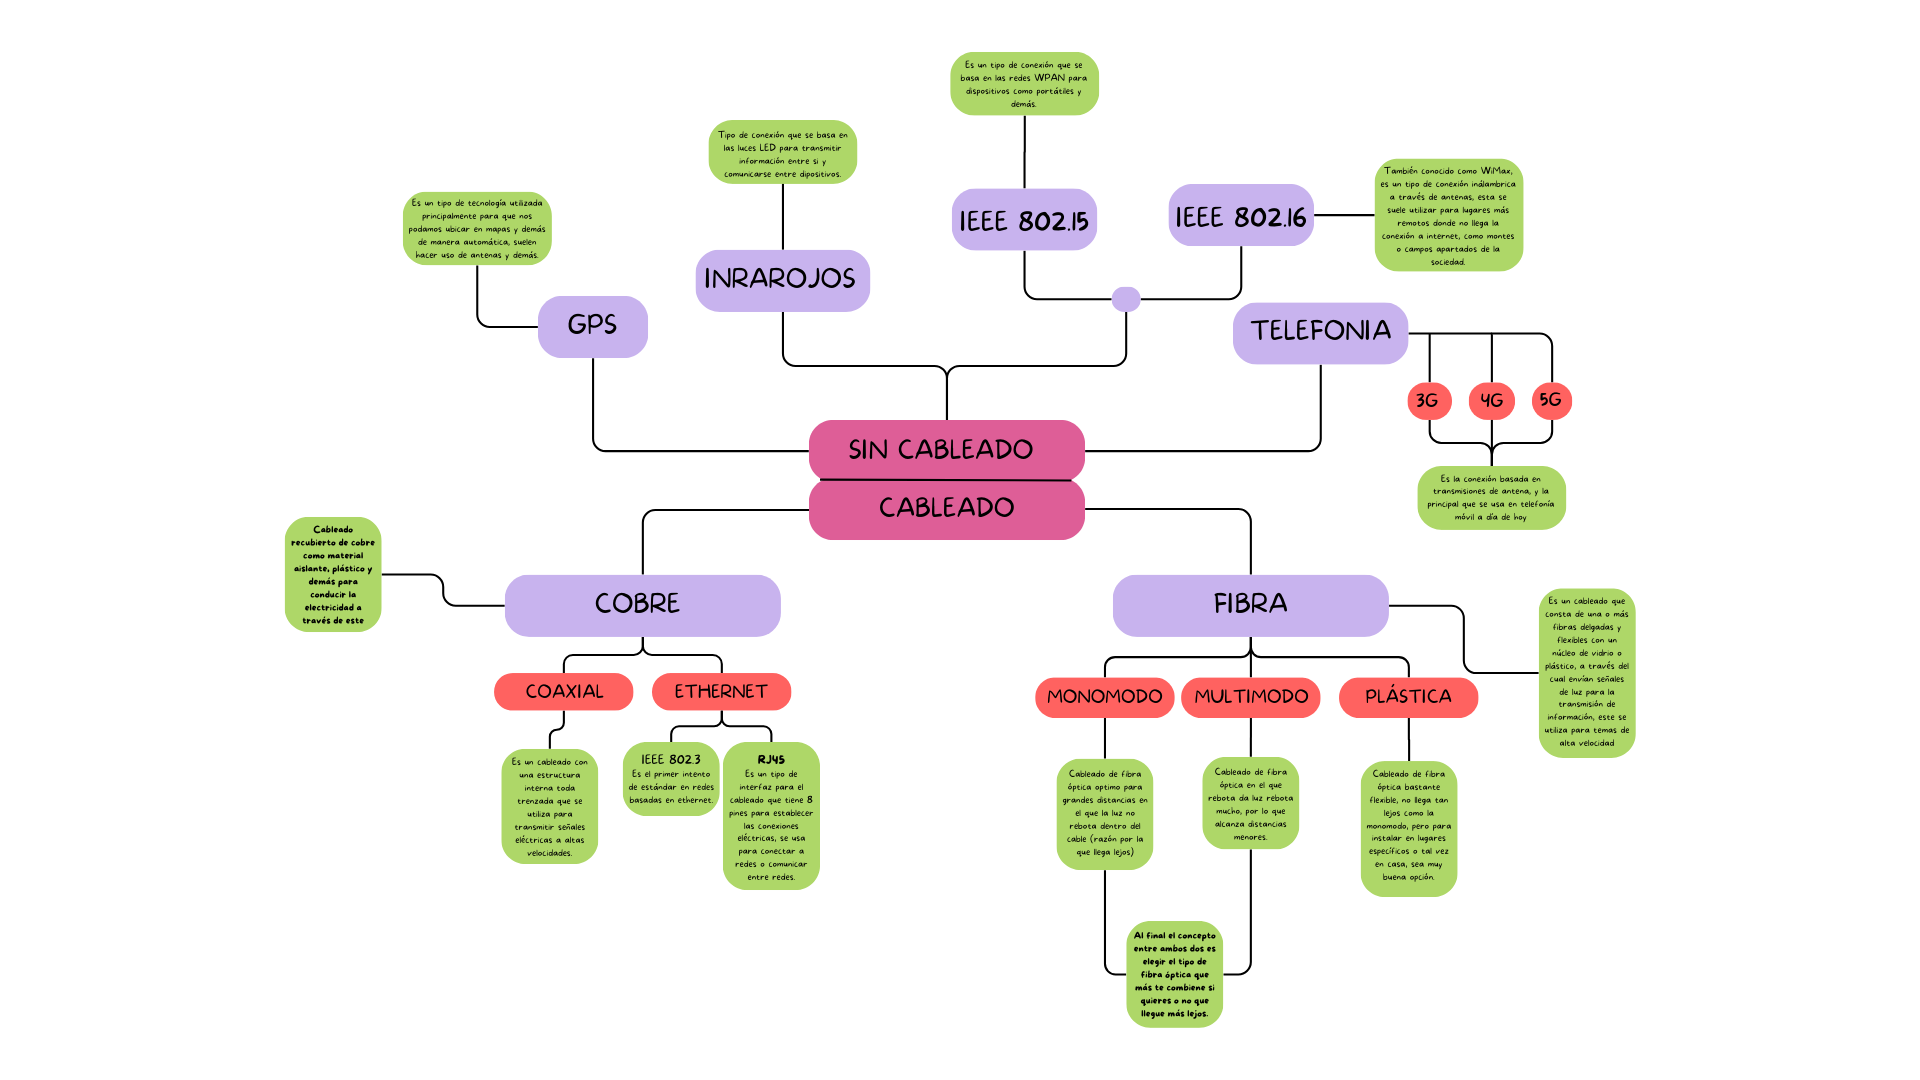 Es un tipo de conexión que se
basa en las redes WPAN para
dispositivos como portátiles y
demás.
Tipo de conexión que se basa en
las luces LED para transmitir
información entre si y
comunicarse entre dipositivos.
También conocido como WiMax,
es un tipo de conexión inálambrica
a través de antenas, esta se
suele utilizar para lugares más
remotos donde no llega la
conexión a internet, como montes
o campos apartados de la
sociedad.
Es un tipo de tecnología utilizada
principalmente para que nos
podamos ubicar en mapas y demás
de manera automática, suelen
hacer uso de antenas y demás.
IEEE 802.15
IEEE 802.16
INRAROJOS
GPS
TELEFONIA
3G
4G
5G
SIN CABLEADO
CABLEADO
Es la conexión basada en
transmisiones de antena, y la
principal que se usa en telefonía
móvil a día de hoy
Cableado
recubierto de cobre
como material
aislante, plástico y
demás para
conducir la
electricidad a
través de este
COBRE
FIBRA
Es un cableado que
consta de una o más
fibras delgadas y
flexibles con un
núcleo de vidrio o
plástico, a través del
cual envían señales
de luz para la
transmisión de
información, este se
utiliza para temas de
alta velocidad
COAXIAL
ETHERNET
MONOMODO
MULTIMODO
PLÁSTICA
Es un cableado con
una estructura
interna toda
trenzada que se
utiliza para
transmitir señales
eléctricas a altas
velocidades.
IEEE 802.3
Es el primer intento
de estándar en redes
basadas en ethernet.
RJ45
Es un tipo de
interfaz para el
cableado que tiene 8
pines para establecer
las conexiones
eléctricas, se usa
para conectar a
redes o comunicar
entre redes.
Cableado de fibra
óptica optimo para
grandes distancias en
el que la luz no
rebota dentro del
cable (razón por la
que llega lejos)
Cableado de fibra
óptica en el que
rebota da luz rebota
mucho, por lo que
alcanza distancias
menores.
Cableado de fibra
óptica bastante
flexible, no llega tan
lejos como la
monomodo, pero para
instalar en lugares
específicos o tal vez
en casa, sea muy
buena opción.
Al final el concepto
entre ambos dos es
elegir el tipo de
fibra óptica que
más te combiene si
quieres o no que
llegue más lejos.